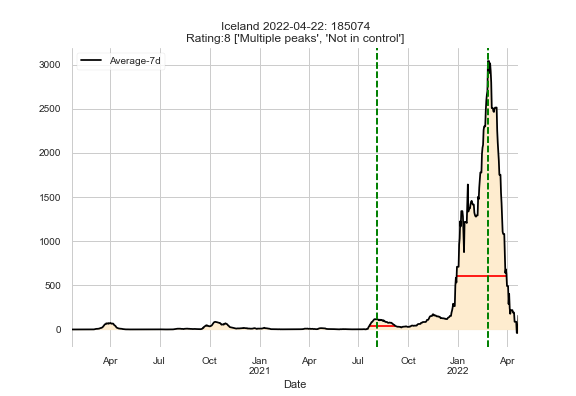 Iceland 2022-04-22: 185074
Rating:8 ['Multiple peaks', 'Not in control']
Average-7d
3000
2500
2000
1500
1000
500
0
Apr Jul Oct Jan Apr Jul Oct Jan Apr
2021 2022
Date